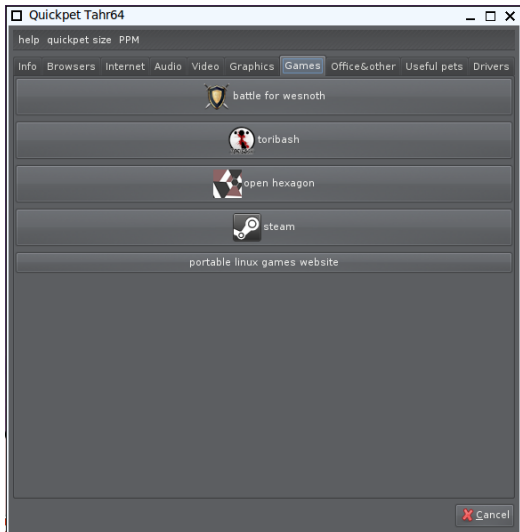 Quickpet Tahr64
help quickpet size PPM
Info Browsers Internet Audio Video Graphics Games Office&other Useful pets Drivers
battle for wesnoth
toribash
open hexagon
steam
portable linux games website
Cancel